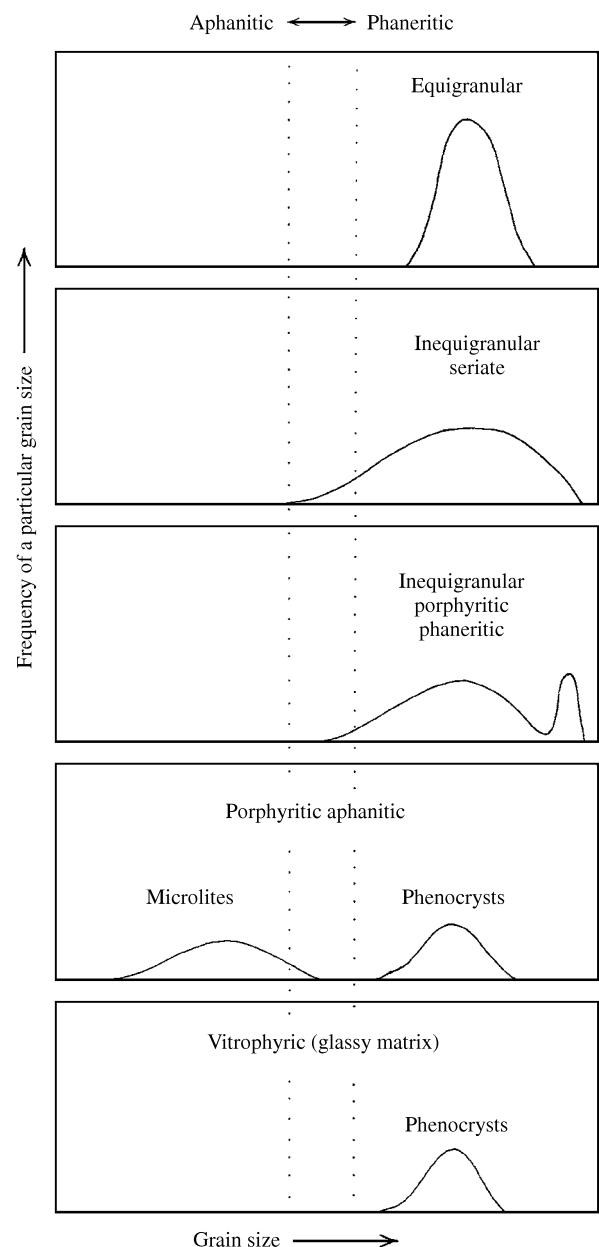 Aphanitic
Phaneritic
Equigranular
Inequigranular
seriate
Inequigranular
porphyritic
phaneritic
Porphyritic aphanitic
Microlites
Phenocrysts
Vitrophyric (glassy matrix)
Phenocrysts
Grain size
Frequency of a particular grain size